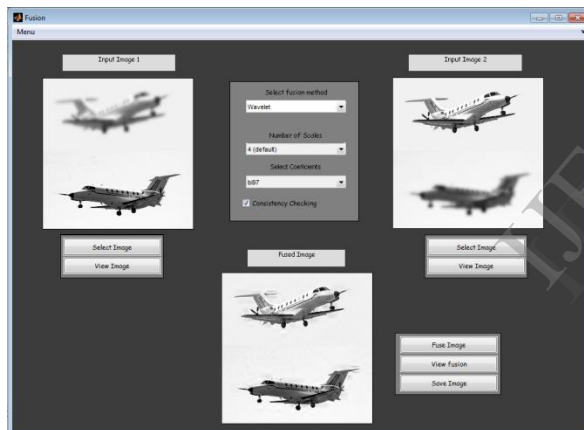 Fusion
Menu
Input Image 1
Input Image 2
Select fusion method
Wavelet
Number of Scales
4 (default)
Select Coeficients
bi97
Consistency Checking
Select Image
View Image
Select Image
View Image
Fused Image
Fuse Image
View fusion
Save Image
IJE